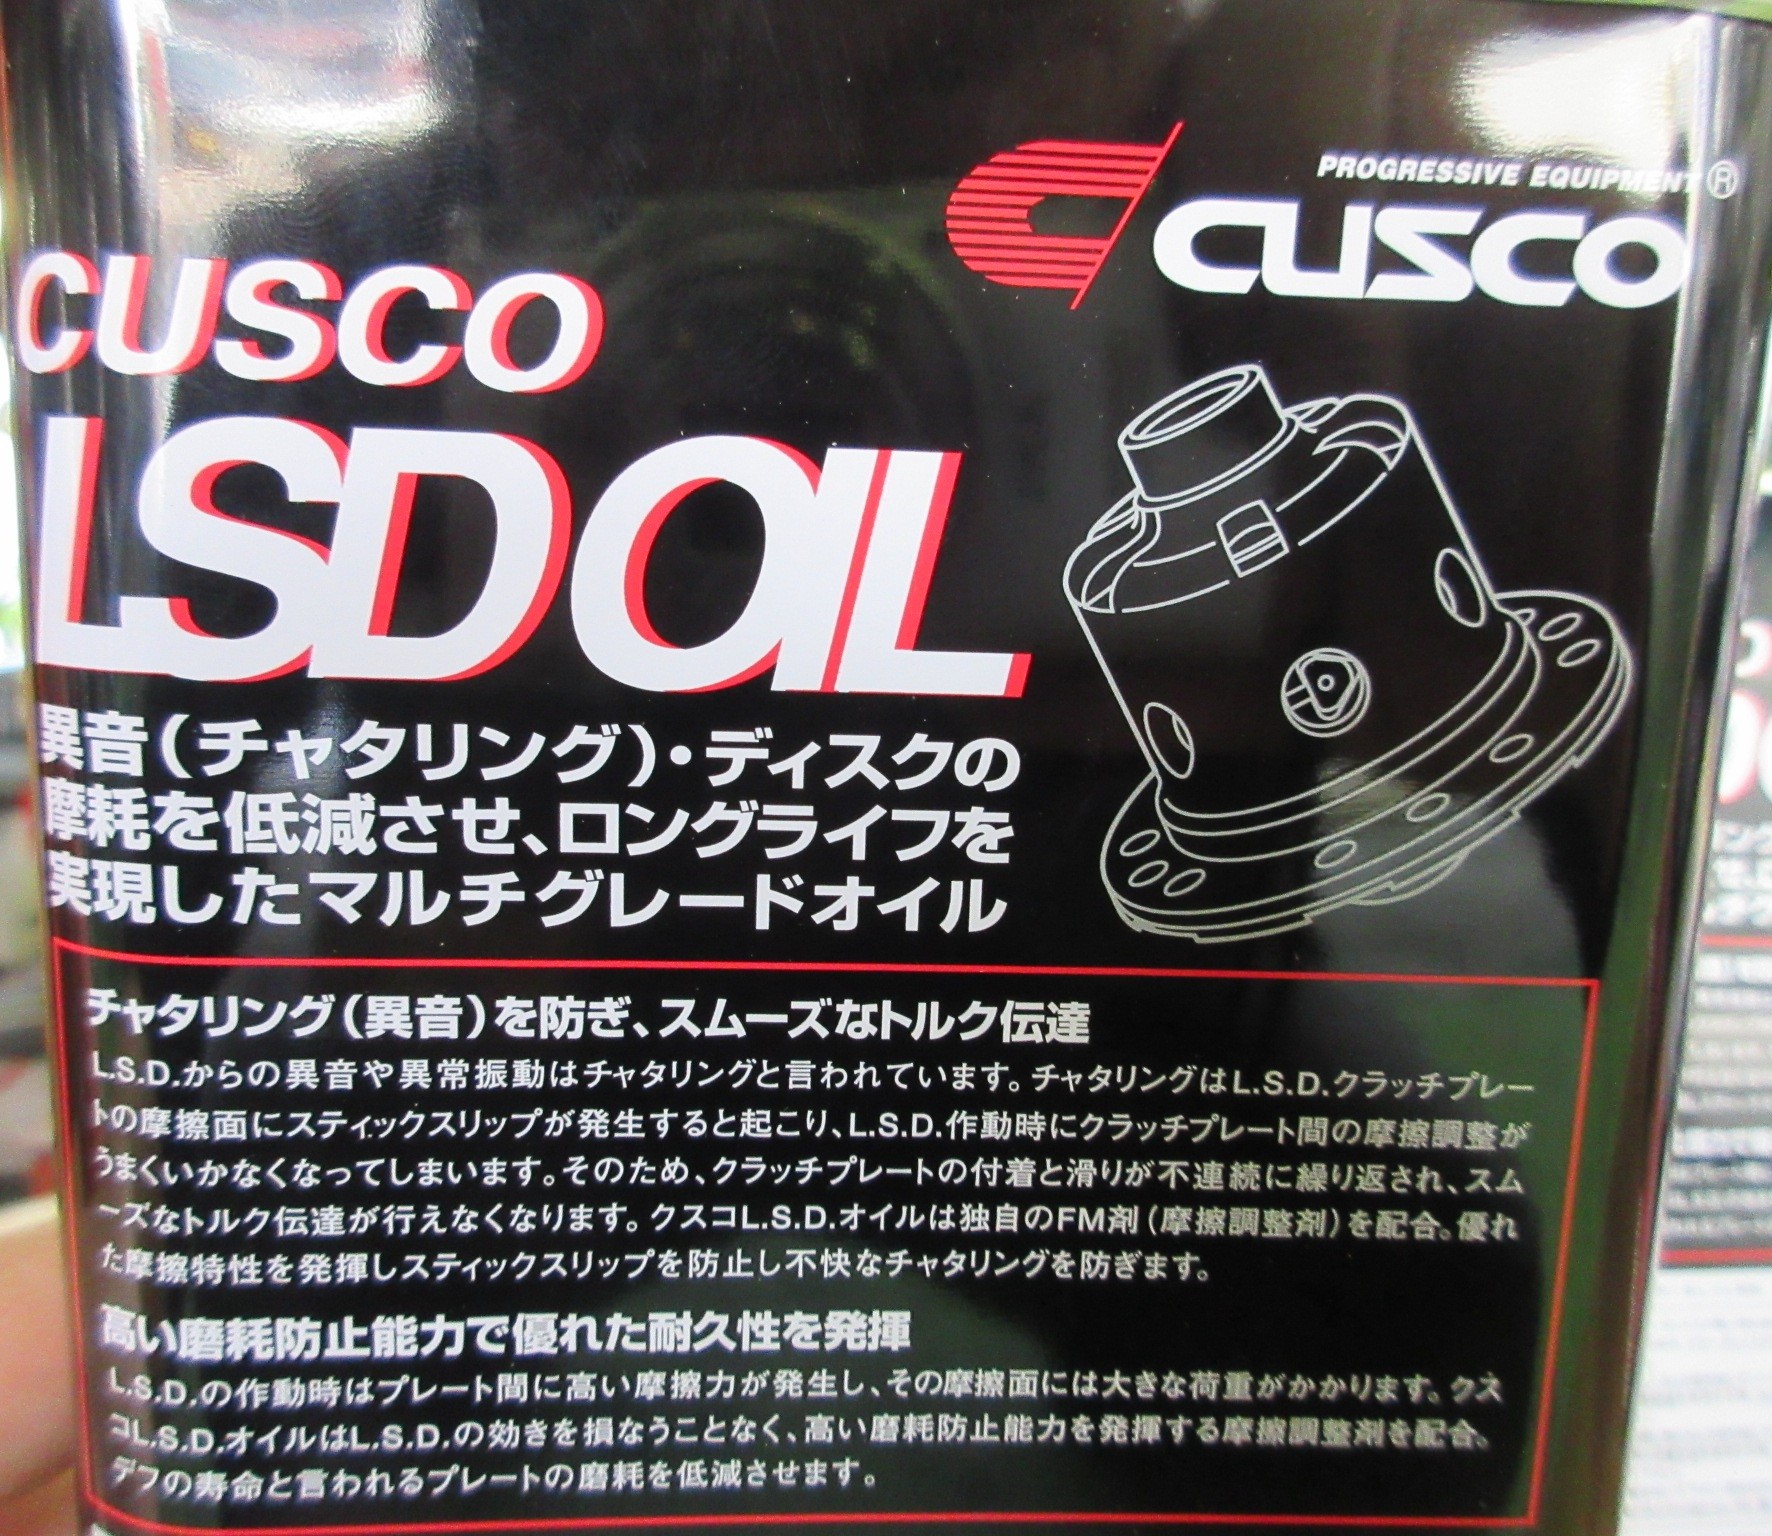 PROGRESSIVE EQUIPMENT®
CUSCO
CUSCO
LSD OIL
異音(チャタリング)・ディスクの
摩耗を低減させ、ロングライフを
実現したマルチグレードオイル
チャタリング(異音)を防ぎ、スムーズなトルク伝達
L.S.D.からの異音や異常振動はチャタリングと言われています。チャタリングはL.S.D.クラッチプレー
トの摩擦面にスティックスリップが発生すると起こり、L.S.D.作動時にクラッチプレート間の摩擦調整が
うまくいかなくなってしまいます。そのため、クラッチプレートの付着と滑りが不連続に繰り返され、スム
ーズなトルク伝達が行えなくなります。クスコL.S.D.オイルは独自のFM剤(摩擦調整剤)を配合。優れ
た摩擦特性を発揮しスティックスリップを防止し不快なチャタリングを防ぎます。
高い磨耗防止能力で優れた耐久性を発揮
L.S.D.の作動時はプレート間に高い摩擦力が発生し、その摩擦面には大きな荷重がかかります。クス
コL.S.D.オイルはL.S.D.の効きを損なうことなく、高い磨耗防止能力を発揮する摩擦調整剤を配合。
デフの寿命と言われるプレートの磨耗を低減させます。